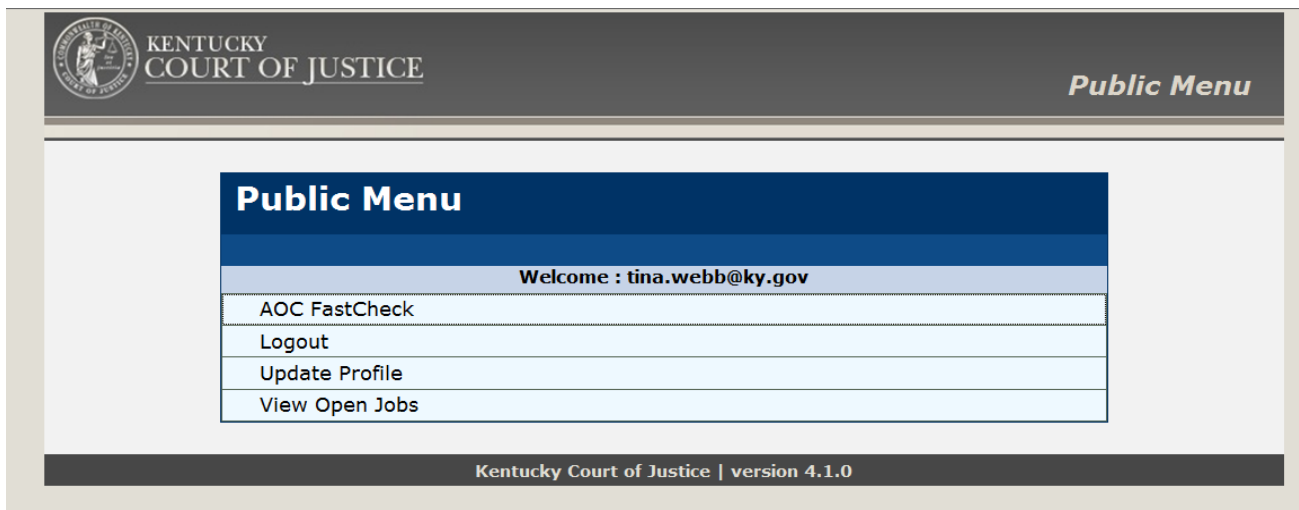 KENTUCKY
COURT OF JUSTICE
Public Menu
Public Menu
Welcome : tina.webb@ky.gov
AOC FastCheck
Logout
Update Profile
View Open Jobs
Kentucky Court of Justice | version 4.1.0